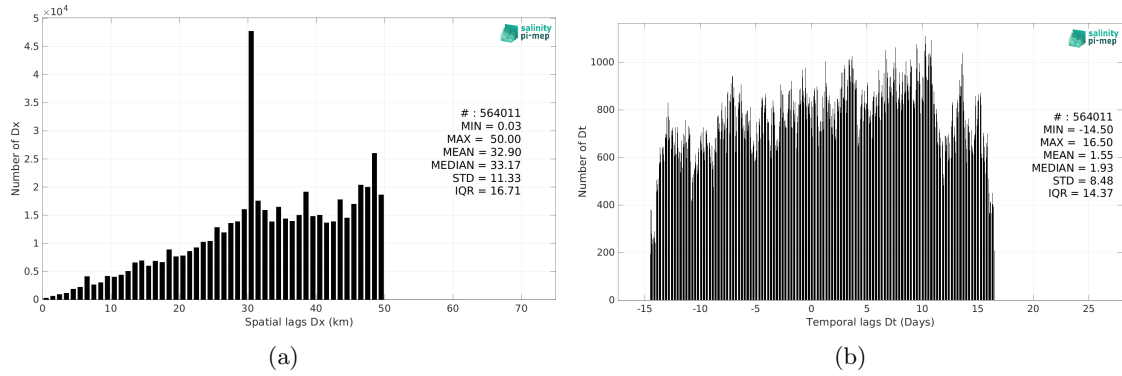 ×10⁴
5
4.5
4
3.5
3
2.5
2
1.5
1
0.5
0
Number of Dx
0 10 20 30 40 50 60 70
Spatial lags Dx (km)
salinity
pi-mep
# : 564011
MIN = 0.03
MAX = 50.00
MEAN = 32.90
MEDIAN = 33.17
STD = 11.33
IQR = 16.71
(a)
1000
800
600
400
200
0
Number of Dt
-15 -10 -5 0 5 10 15 20 25
Temporal lags Dt (Days)
salinity
pi-mep
# : 564011
MIN = -14.50
MAX = 16.50
MEAN = 1.55
MEDIAN = 1.93
STD = 8.48
IQR = 14.37
(b)